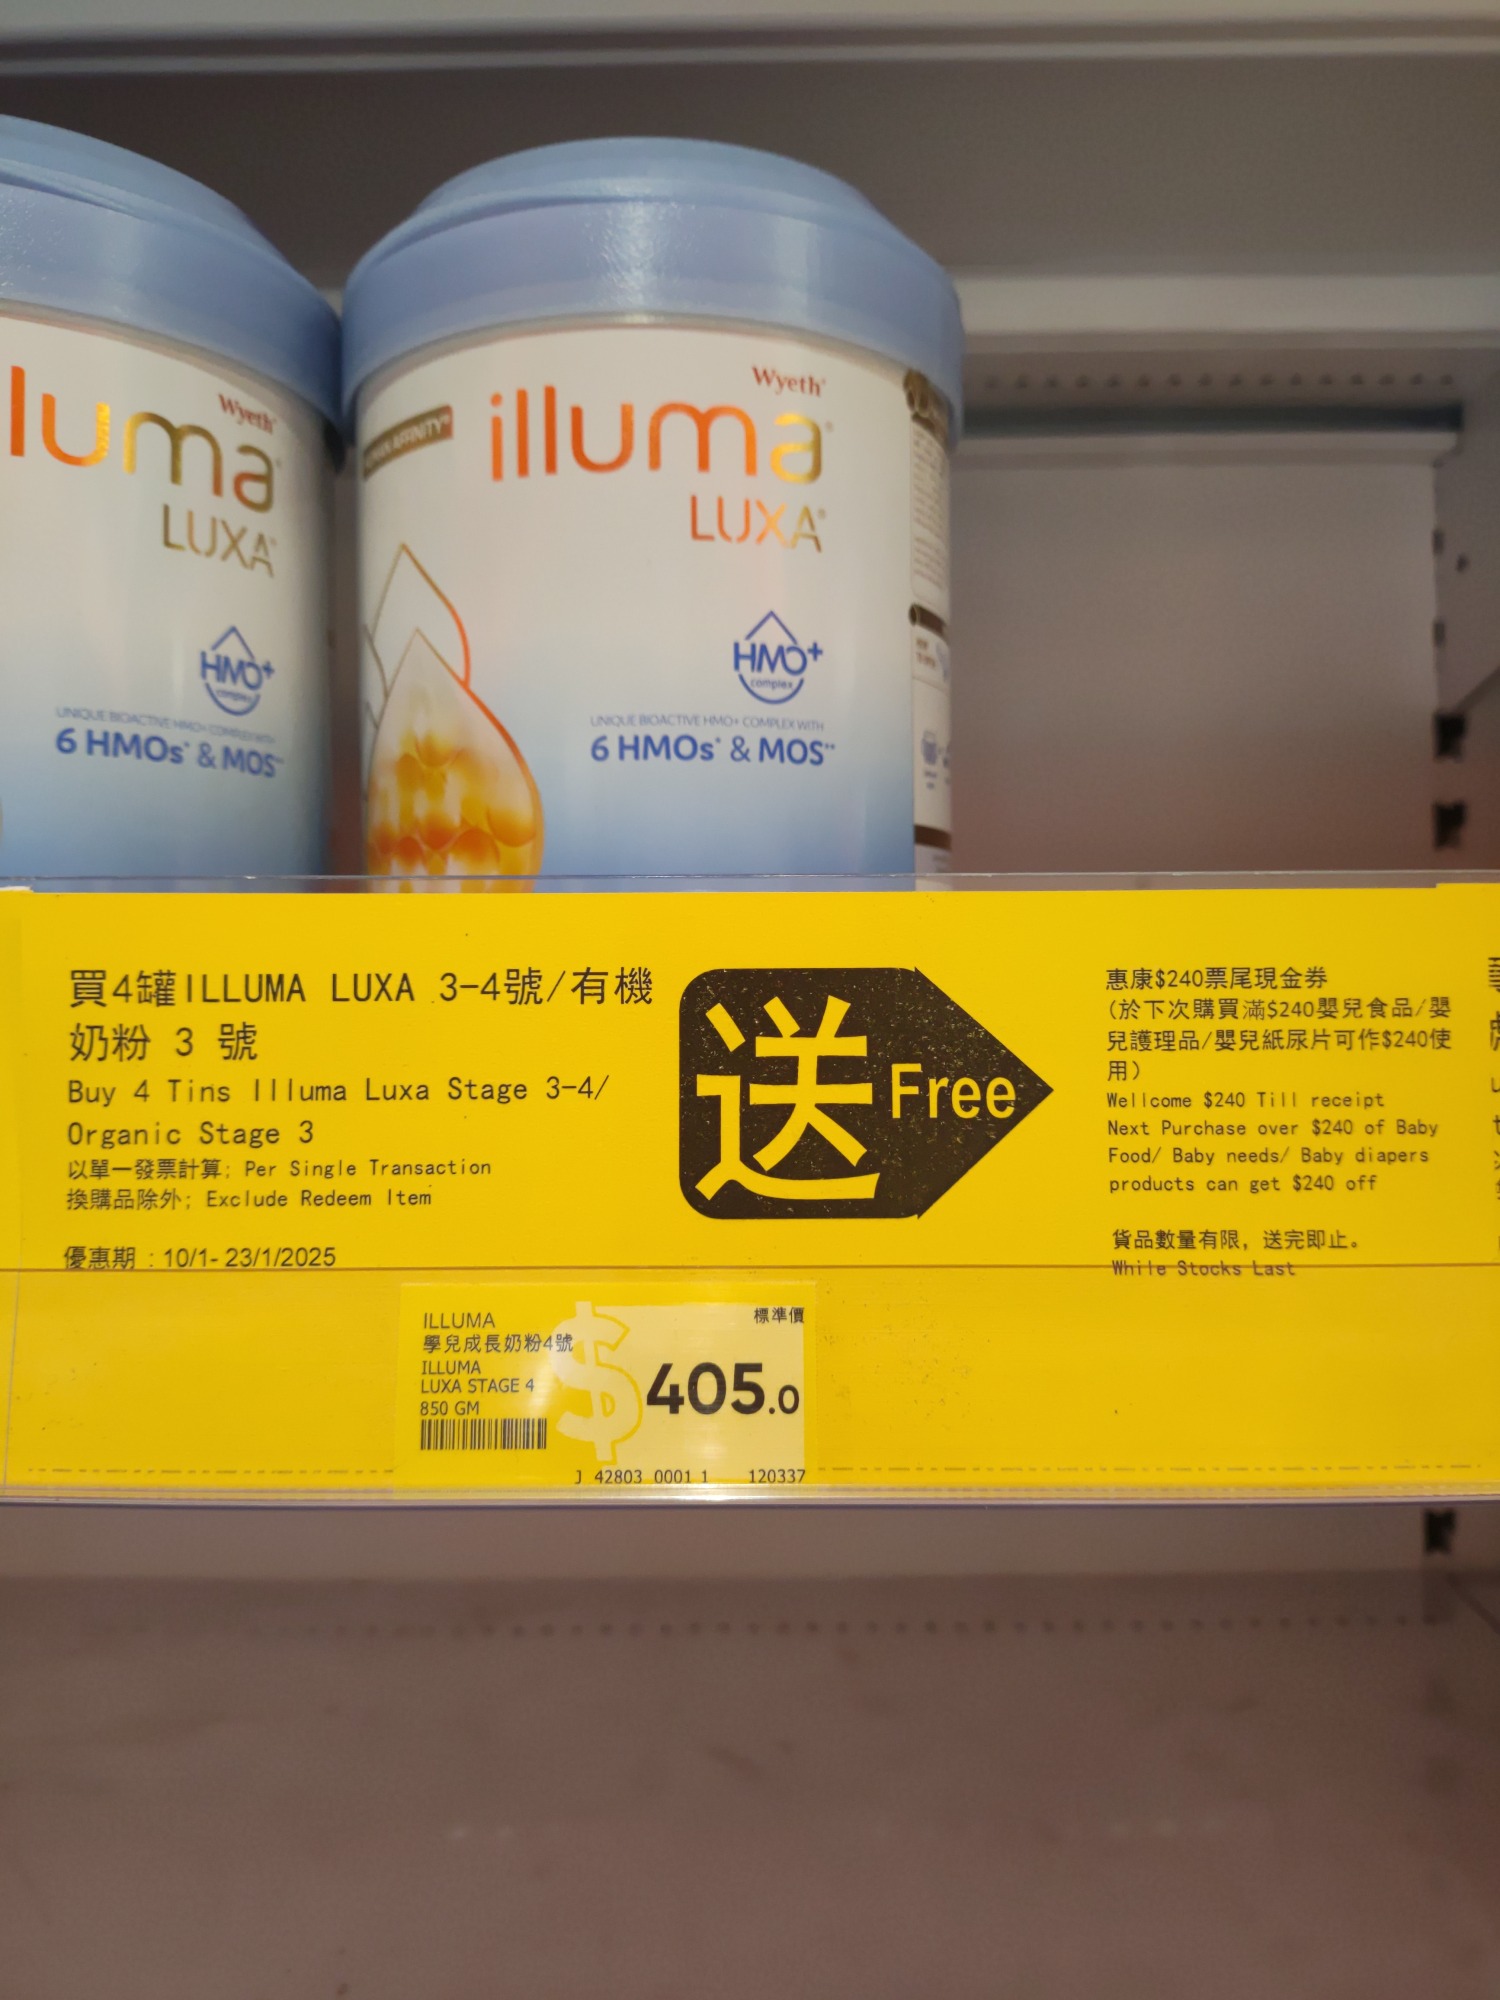 Wyeth
luma
LUXA
HMO+
complex
UNIQUE BIOACTIVE HMO+ COMPLEX WITH
6 HMOs* & MOS**
AFFINITY
Wyeth®
illuma®
LUXA®
HMO+
complex
UNIQUE BIOACTIVE HMO+ COMPLEX WITH
6 HMOs* & MOS**
買4罐ILLUMA LUXA 3-4號/有機
奶粉 3 號
Buy 4 Tins Illuma Luxa Stage 3-4/
Organic Stage 3
以單一發票計算; Per Single Transaction
換購品除外; Exclude Redeem Item
優惠期 : 10/1- 23/1/2025
送 Free
惠康$240票尾現金券
(於下次購買滿$240嬰兒食品/嬰
兒護理品/嬰兒紙尿片可作$240使
用)
Wellcome $240 Till receipt
Next Purchase over $240 of Baby
Food/ Baby needs/ Baby diapers
products can get $240 off
貨品數量有限, 送完即止。
While Stocks Last
ILLUMA
學兒成長奶粉4號
ILLUMA
LUXA STAGE 4
850 GM
標準價
$405.0
J 42803 0001 1 120337